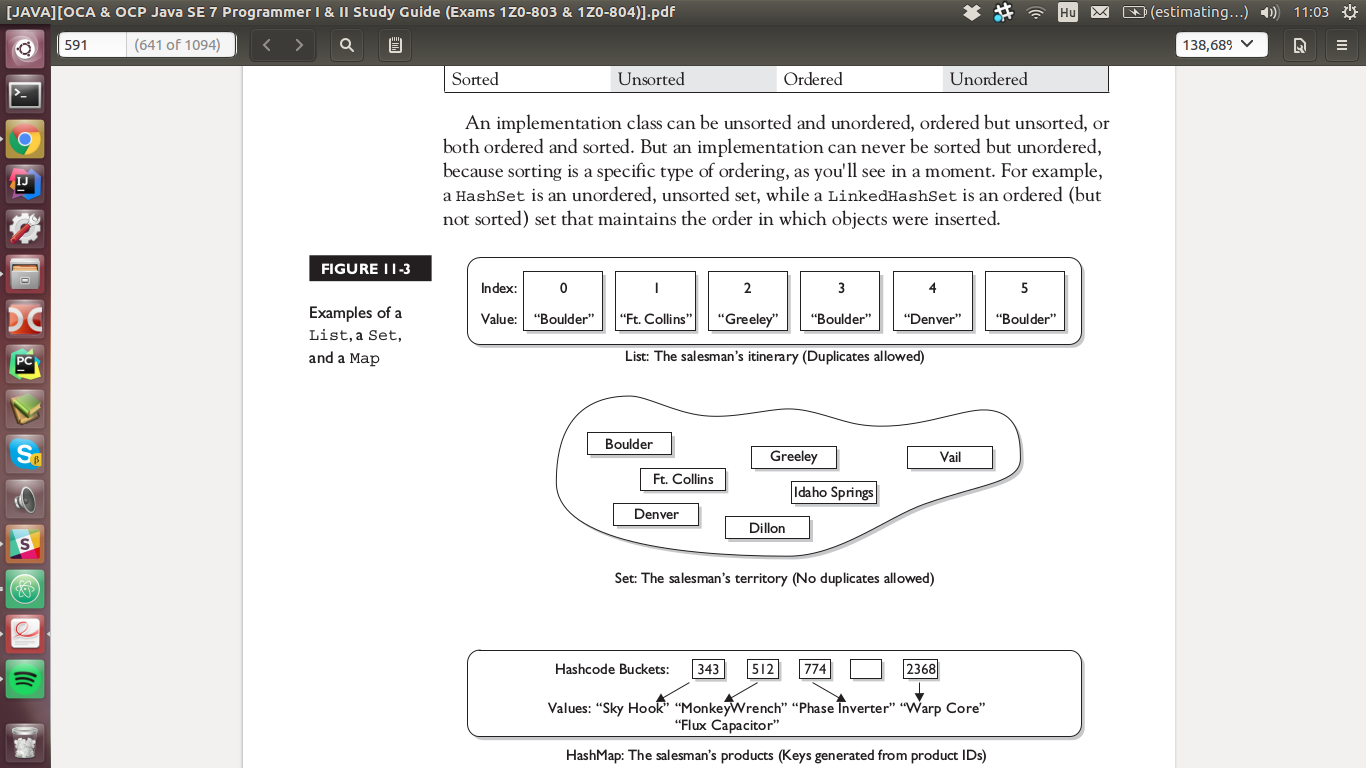 [JAVA][OCA & OCP Java SE 7 Programmer I & II Study Guide (Exams 1Z0-803 & 1Z0-804)].pdf
Hu
(estimating...)
11:03
591
(641 of 1094)
138,68%
Sorted Unsorted Ordered Unordered
An implementation class can be unsorted and unordered, ordered but unsorted, or
both ordered and sorted. But an implementation can never be sorted but unordered,
because sorting is a specific type of ordering, as you'll see in a moment. For example,
a HashSet is an unordered, unsorted set, while a LinkedHashSet is an ordered (but
not sorted) set that maintains the order in which objects were inserted.
FIGURE 11-3
Examples of a
List, a Set,
and a Map
Index: 0 1 2 3 4 5
Value: “Boulder” “Ft. Collins” “Greeley” “Boulder” “Denver” “Boulder”
List: The salesman’s itinerary (Duplicates allowed)
Boulder
Greeley
Vail
Ft. Collins
Idaho Springs
Denver
Dillon
Set: The salesman’s territory (No duplicates allowed)
Hashcode Buckets: 343 512 774 2368
Values: “Sky Hook” “MonkeyWrench” “Phase Inverter” “Warp Core”
“Flux Capacitor”
HashMap: The salesman’s products (Keys generated from product IDs)
IJ
PC
S
β
S